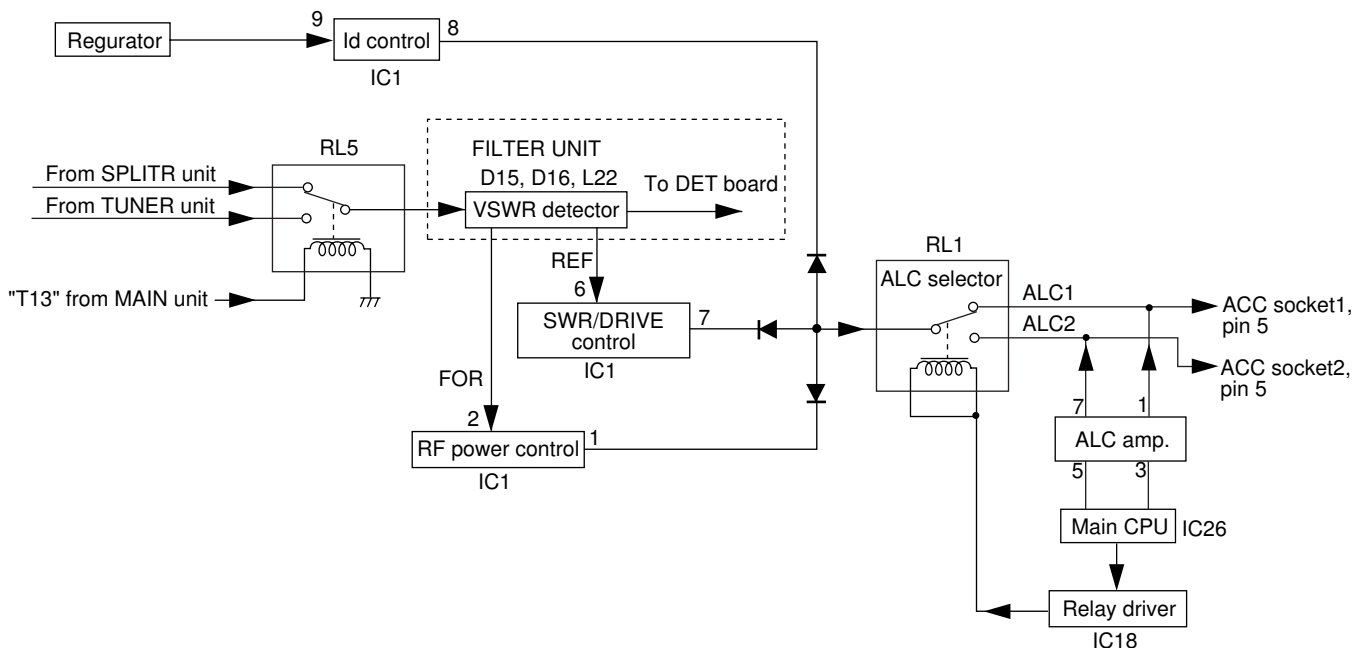 Regurator
9
Id control
8
IC1
RL5
FILTER UNIT
D15, D16, L22
From SPLITR unit
To DET board
VSWR detector
From TUNER unit
RL1
REF
ALC selector
"T13" from MAIN unit
6
ALC1
ACC socket1,
pin 5
SWR/DRIVE
control
7
ALC2
IC1
ACC socket2,
pin 5
FOR
7
1
2
RF power control
1
ALC amp.
IC1
5
3
Main CPU
IC26
Relay driver
IC18